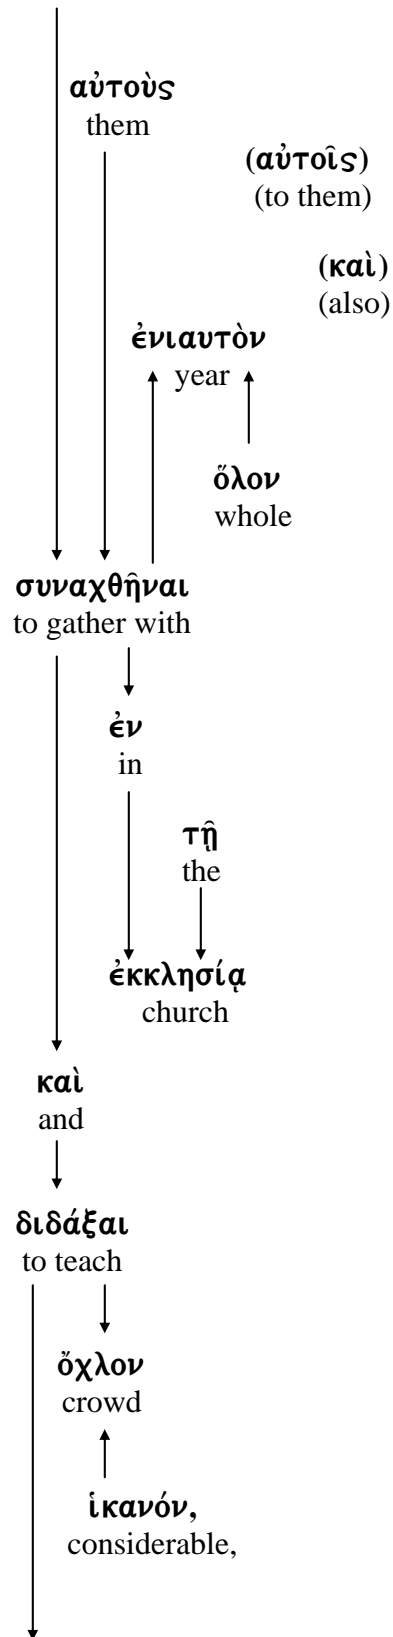 αὐτοὺς
them
(αὐτοῖς)
(to them)
(καὶ)
(also)
ἐνιαυτὸν
year
ὅλον
whole
συναχθῆναι
to gather with
ἐν
in
τῇ
the
ἐκκλησίᾳ
church
καὶ
and
διδάξαι
to teach
ὄχλον
crowd
ἱκανόν,
considerable,